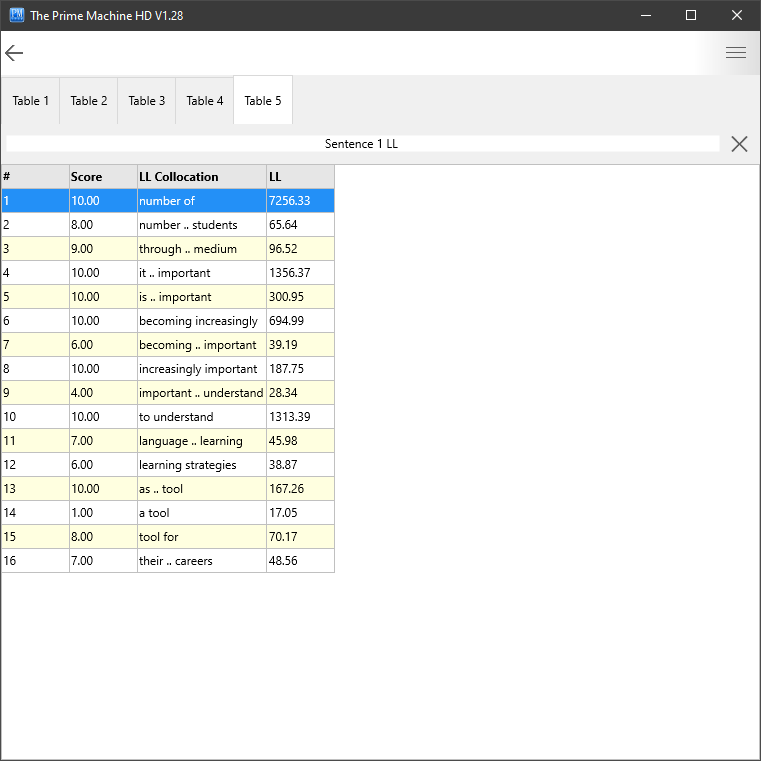 The Prime Machine HD V1.28
Table 1 Table 2 Table 3 Table 4 Table 5
Sentence 1 LL
# Score LL Collocation LL
1 10.00 number of 7256.33
2 8.00 number .. students 65.64
3 9.00 through .. medium 96.52
4 10.00 it .. important 1356.37
5 10.00 is .. important 300.95
6 10.00 becoming increasingly 694.99
7 6.00 becoming .. important 39.19
8 10.00 increasingly important 187.75
9 4.00 important .. understand 28.34
10 10.00 to understand 1313.39
11 7.00 language .. learning 45.98
12 6.00 learning strategies 38.87
13 10.00 as .. tool 167.26
14 1.00 a tool 17.05
15 8.00 tool for 70.17
16 7.00 their .. careers 48.56